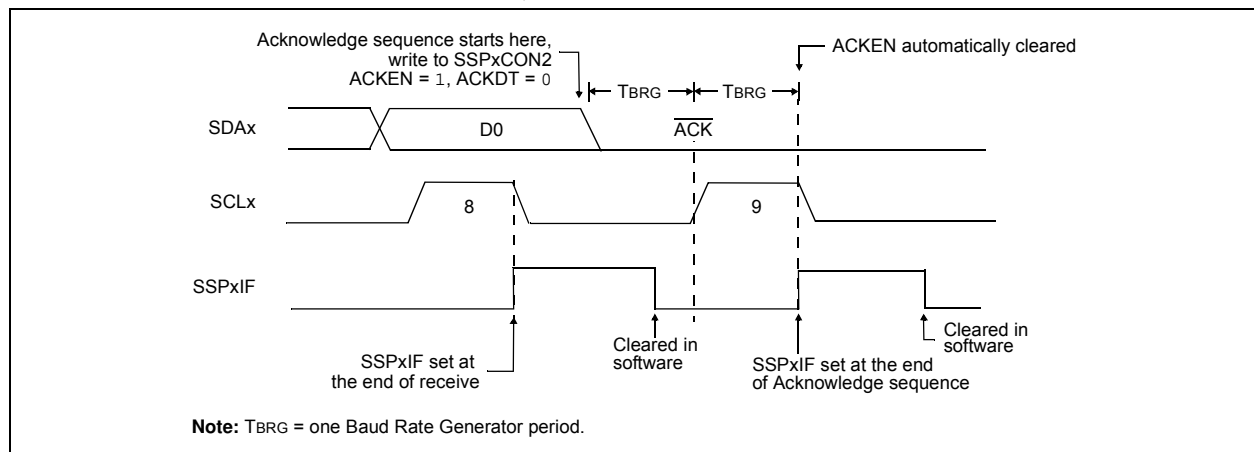 Acknowledge sequence starts here,
write to SSPxCON2
ACKEN = 1, ACKDT = 0
ACKEN automatically cleared
TBRG
TBRG
SDAx
D0
ACK
SCLx
8
9
SSPxIF
SSPxIF set at
the end of receive
Cleared in
software
SSPxIF set at the end
of Acknowledge sequence
Cleared in
software
Note: TBRG = one Baud Rate Generator period.